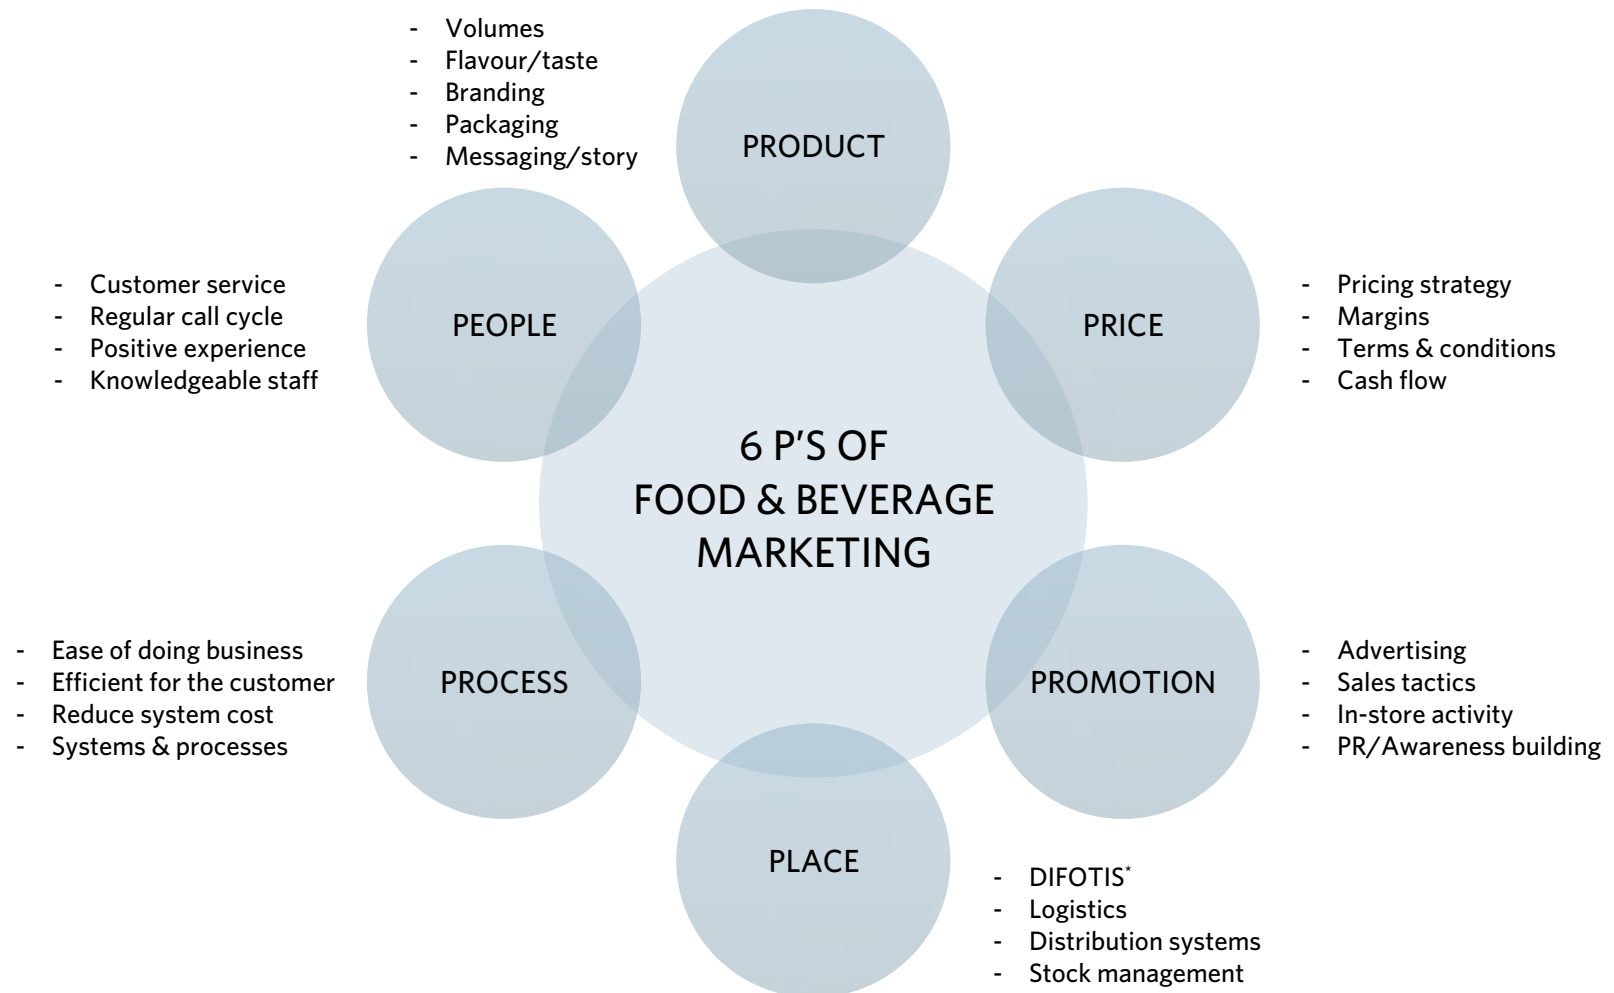 - Volumes
- Flavour/taste
- Branding
- Packaging
- Messaging/story
PRODUCT
- Customer service
- Regular call cycle
- Positive experience
- Knowledgeable staff
PEOPLE
PRICE
- Pricing strategy
- Margins
- Terms & conditions
- Cash flow
6 P’S OF
FOOD & BEVERAGE
MARKETING
- Ease of doing business
- Efficient for the customer
- Reduce system cost
- Systems & processes
PROCESS
PROMOTION
- Advertising
- Sales tactics
- In-store activity
- PR/Awareness building
PLACE
- DIFOTIS*
- Logistics
- Distribution systems
- Stock management